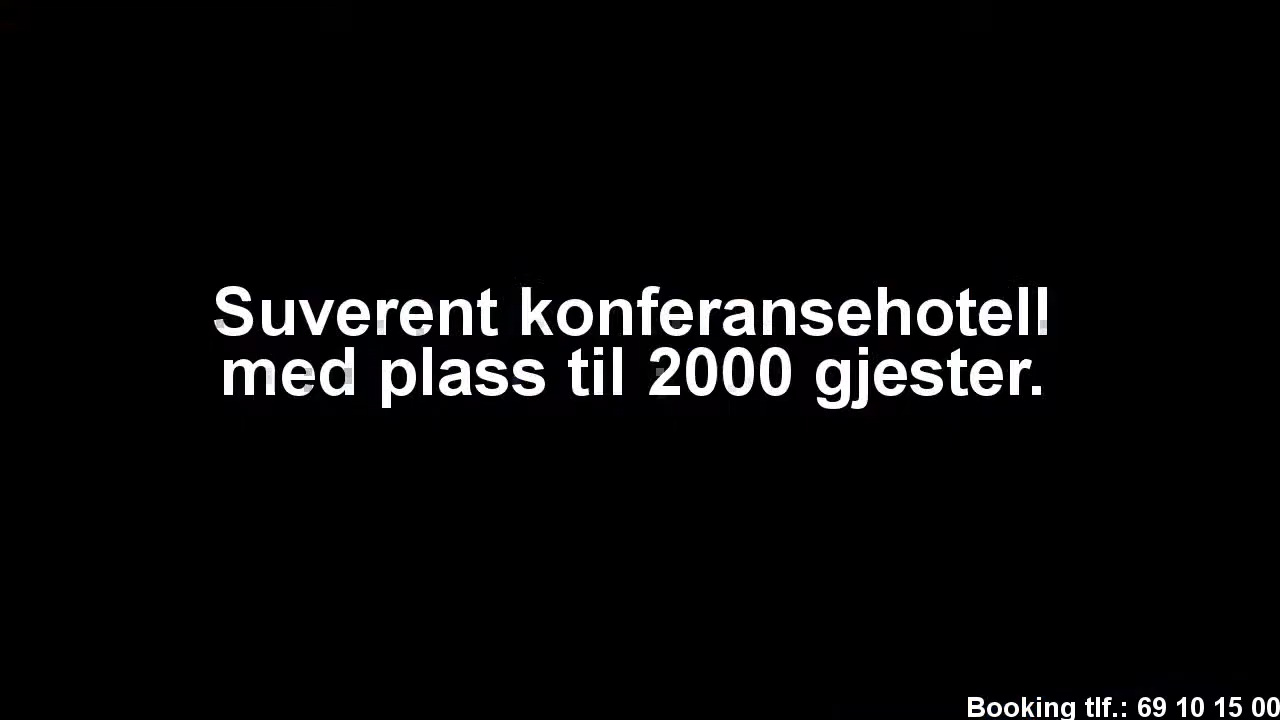 Suverent konferansehotell
med plass til 2000 gjester.
Booking tlf.: 69 10 15 00